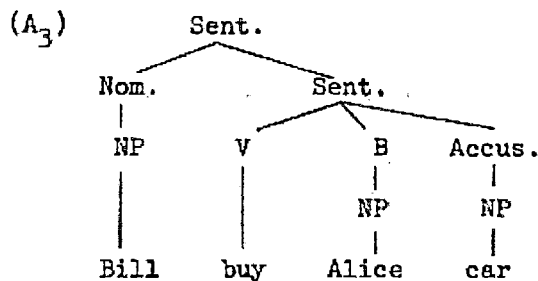 (A3) Sent.
Nom. Sent.
NP V B Accus.
NP NP
Bill buy Alice car